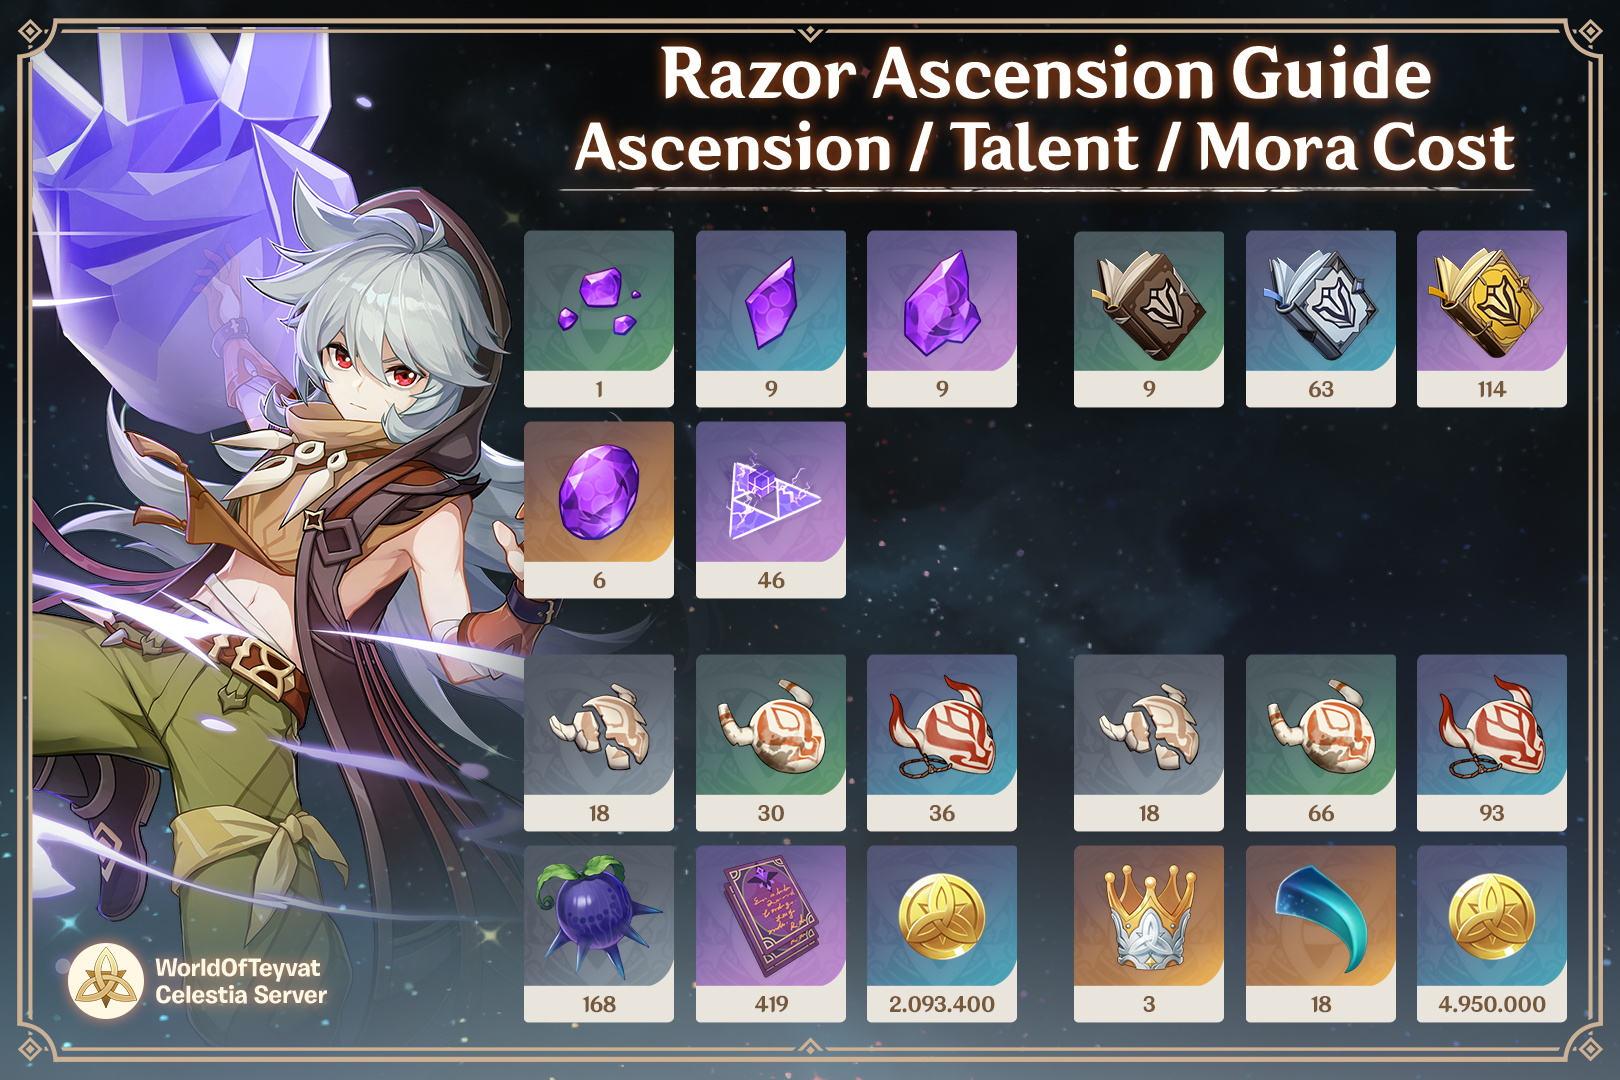 Razor Ascension Guide
Ascension / Talent / Mora Cost
1 9 9 9 63 114
6 46
18 30 36 18 66 93
168 419 2.093.400 3 18 4.950.000
WorldOfTeyvat
Celestia Server